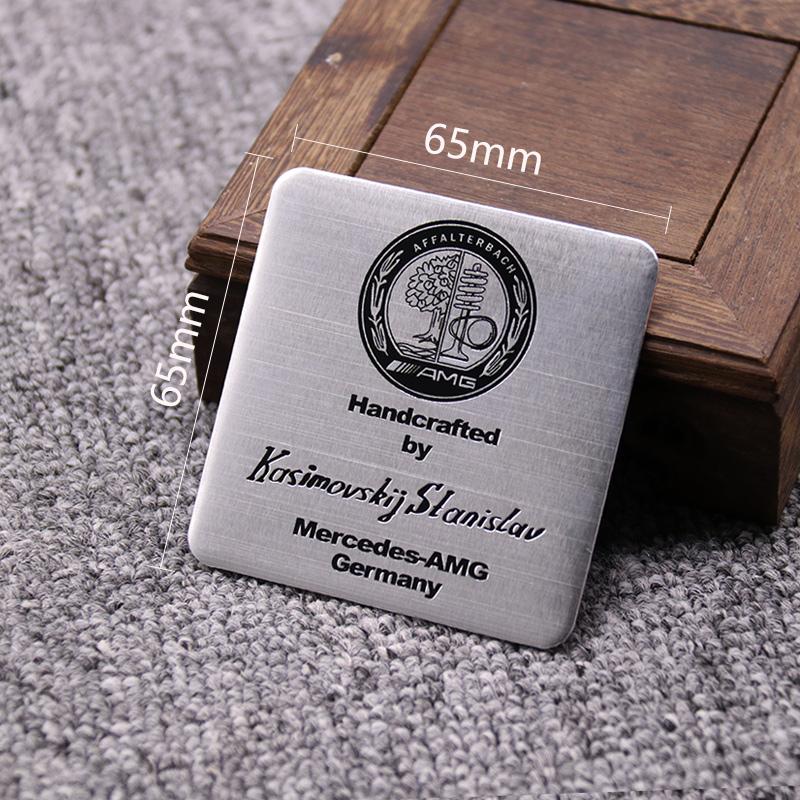 65mm
65mm
AFFALTERBACH
AMG
Handcrafted
by
Kasimovskij Stanislav
Mercedes-AMG
Germany